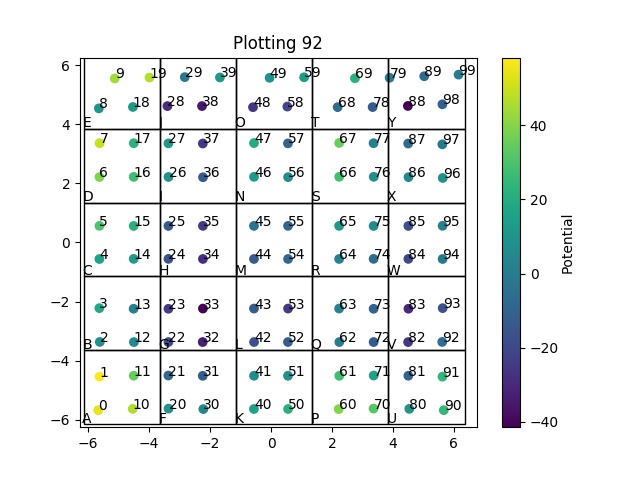 Plotting 92
6
9 19 29 39 49 59 69 79 89 99
8 18 28 38 48 58 68 78 88 98
4
E J O T Y
40
7 17 27 37 47 57 67 77 87 97
6 16 26 36 46 56 66 76 86 96
2
D I N S X
20
5 15 25 35 45 55 65 75 85 95
0
4 14 24 34 44 54 64 74 84 94
C H M R W
0
Potential
3 13 23 33 43 53 63 73 83 93
−2
2 12 22 32 42 52 62 72 82 92
B G L Q V
−20
−4
1 11 21 31 41 51 61 71 81 91
0 10 20 30 40 50 60 70 80 90
−6
A F K P U
−40
−6 −4 −2 0 2 4 6